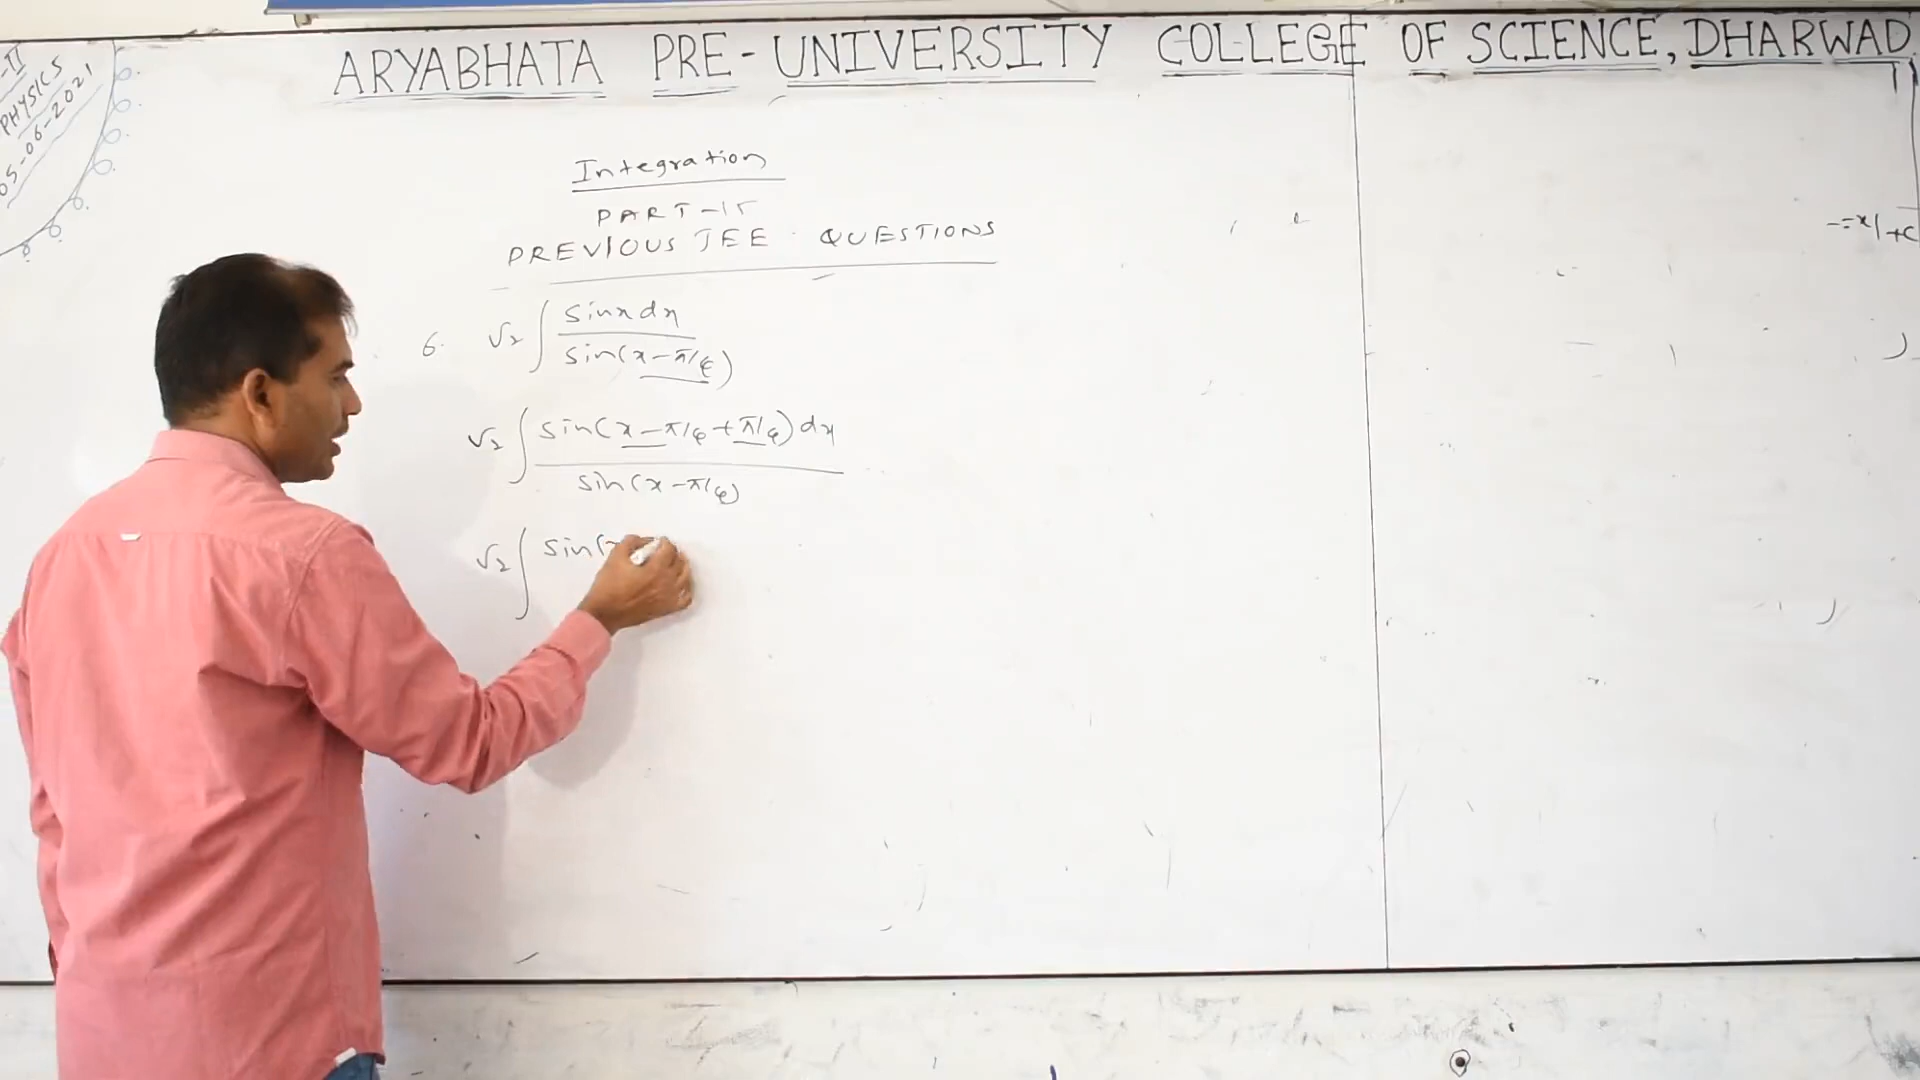 ARYABHATA PRE-UNIVERSITY COLLEGE OF SCIENCE, DHARWAD
-II
PHYSICS
05-06-2021
Integration
PART-15
PREVIOUS JEE QUESTIONS
6. √2 ∫ sinx dx
sin(x-π/4)
√2 ∫ sin(x-π/4+π/4) dx
sin(x-π/4)
√2 ∫ sin(x
x|+c